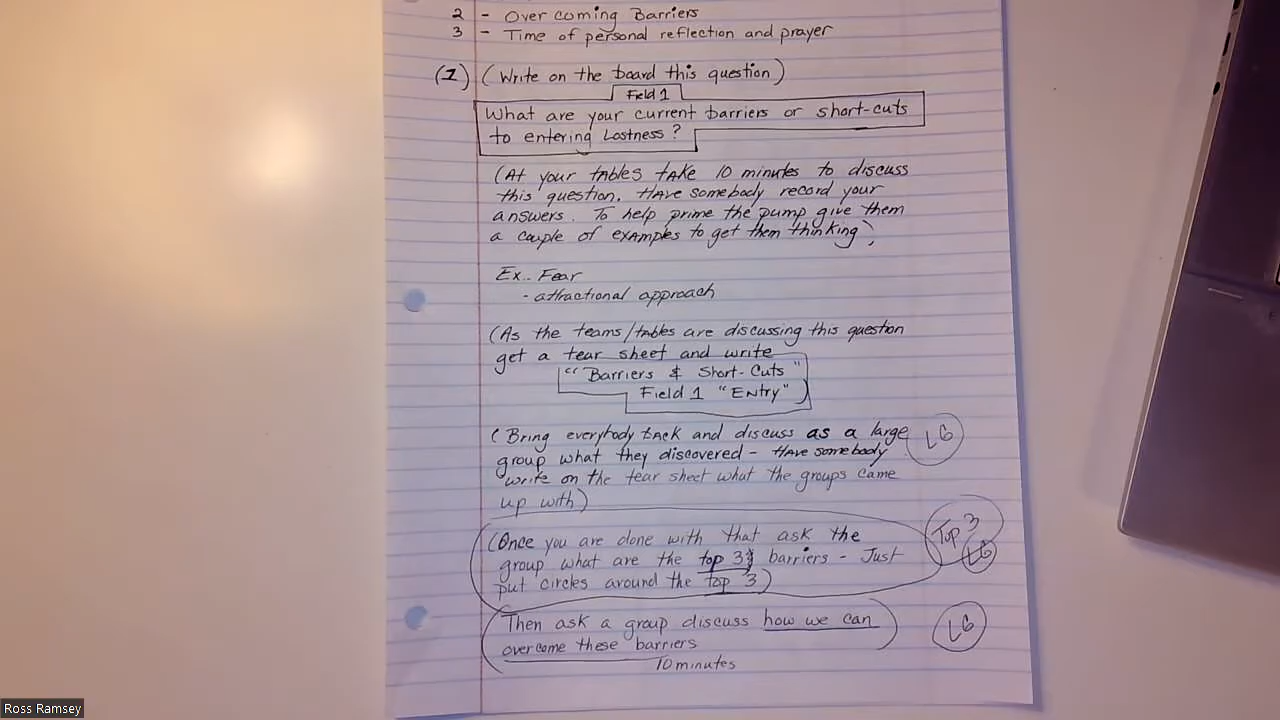 2 - Over coming Barriers
3 - Time of personal reflection and prayer
(1) (Write on the board this question)
Field 1
What are your current barriers or short-cuts
to entering Lostness?
(At your tables take 10 minutes to discuss
this question. Have somebody record your
answers. To help prime the pump give them
a couple of examples to get them thinking)
Ex.. Fear
- attractional approach
(As the teams/tables are discussing this question
get a tear sheet and write
"Barriers & Short-Cuts"
Field 1 "Entry")
(Bring everybody back and discuss as a large
group what they discovered - Have somebody
write on the tear sheet what the groups came
up with)
LG
(Once you are done with that ask the
group what are the top 3 barriers - Just
put circles around the top 3)
Top 3
LG
Then ask a group discuss how we can
overcome these barriers
10 minutes
LG
Ross Ramsey